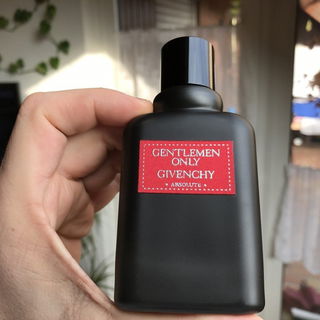 GENTLEMEN
ONLY
GIVENCHY
• ABSOLUTE •